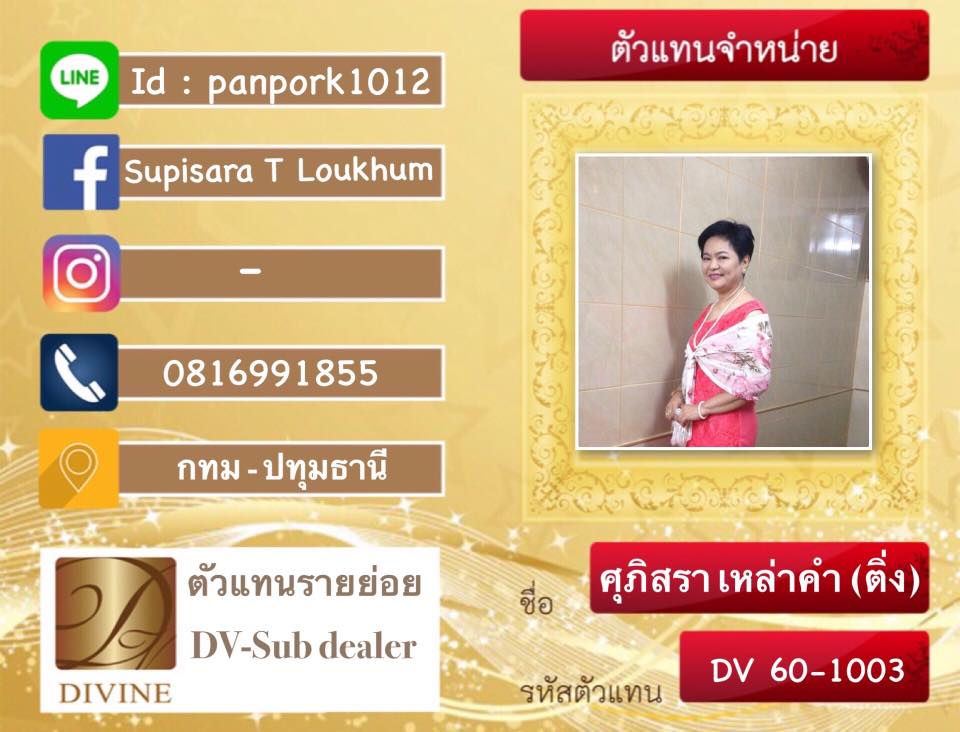 LINE
Id : panpork1012
Supisara T Loukhum
-
0816991855
กทม - ปทุมธานี
ตัวแทนรายย่อย
DV-Sub dealer
DIVINE
ตัวแทนจำหน่าย
ชื่อ
ศุภิสรา เหล่าคำ (ติ่ง)
รหัสตัวแทน
DV 60-1003